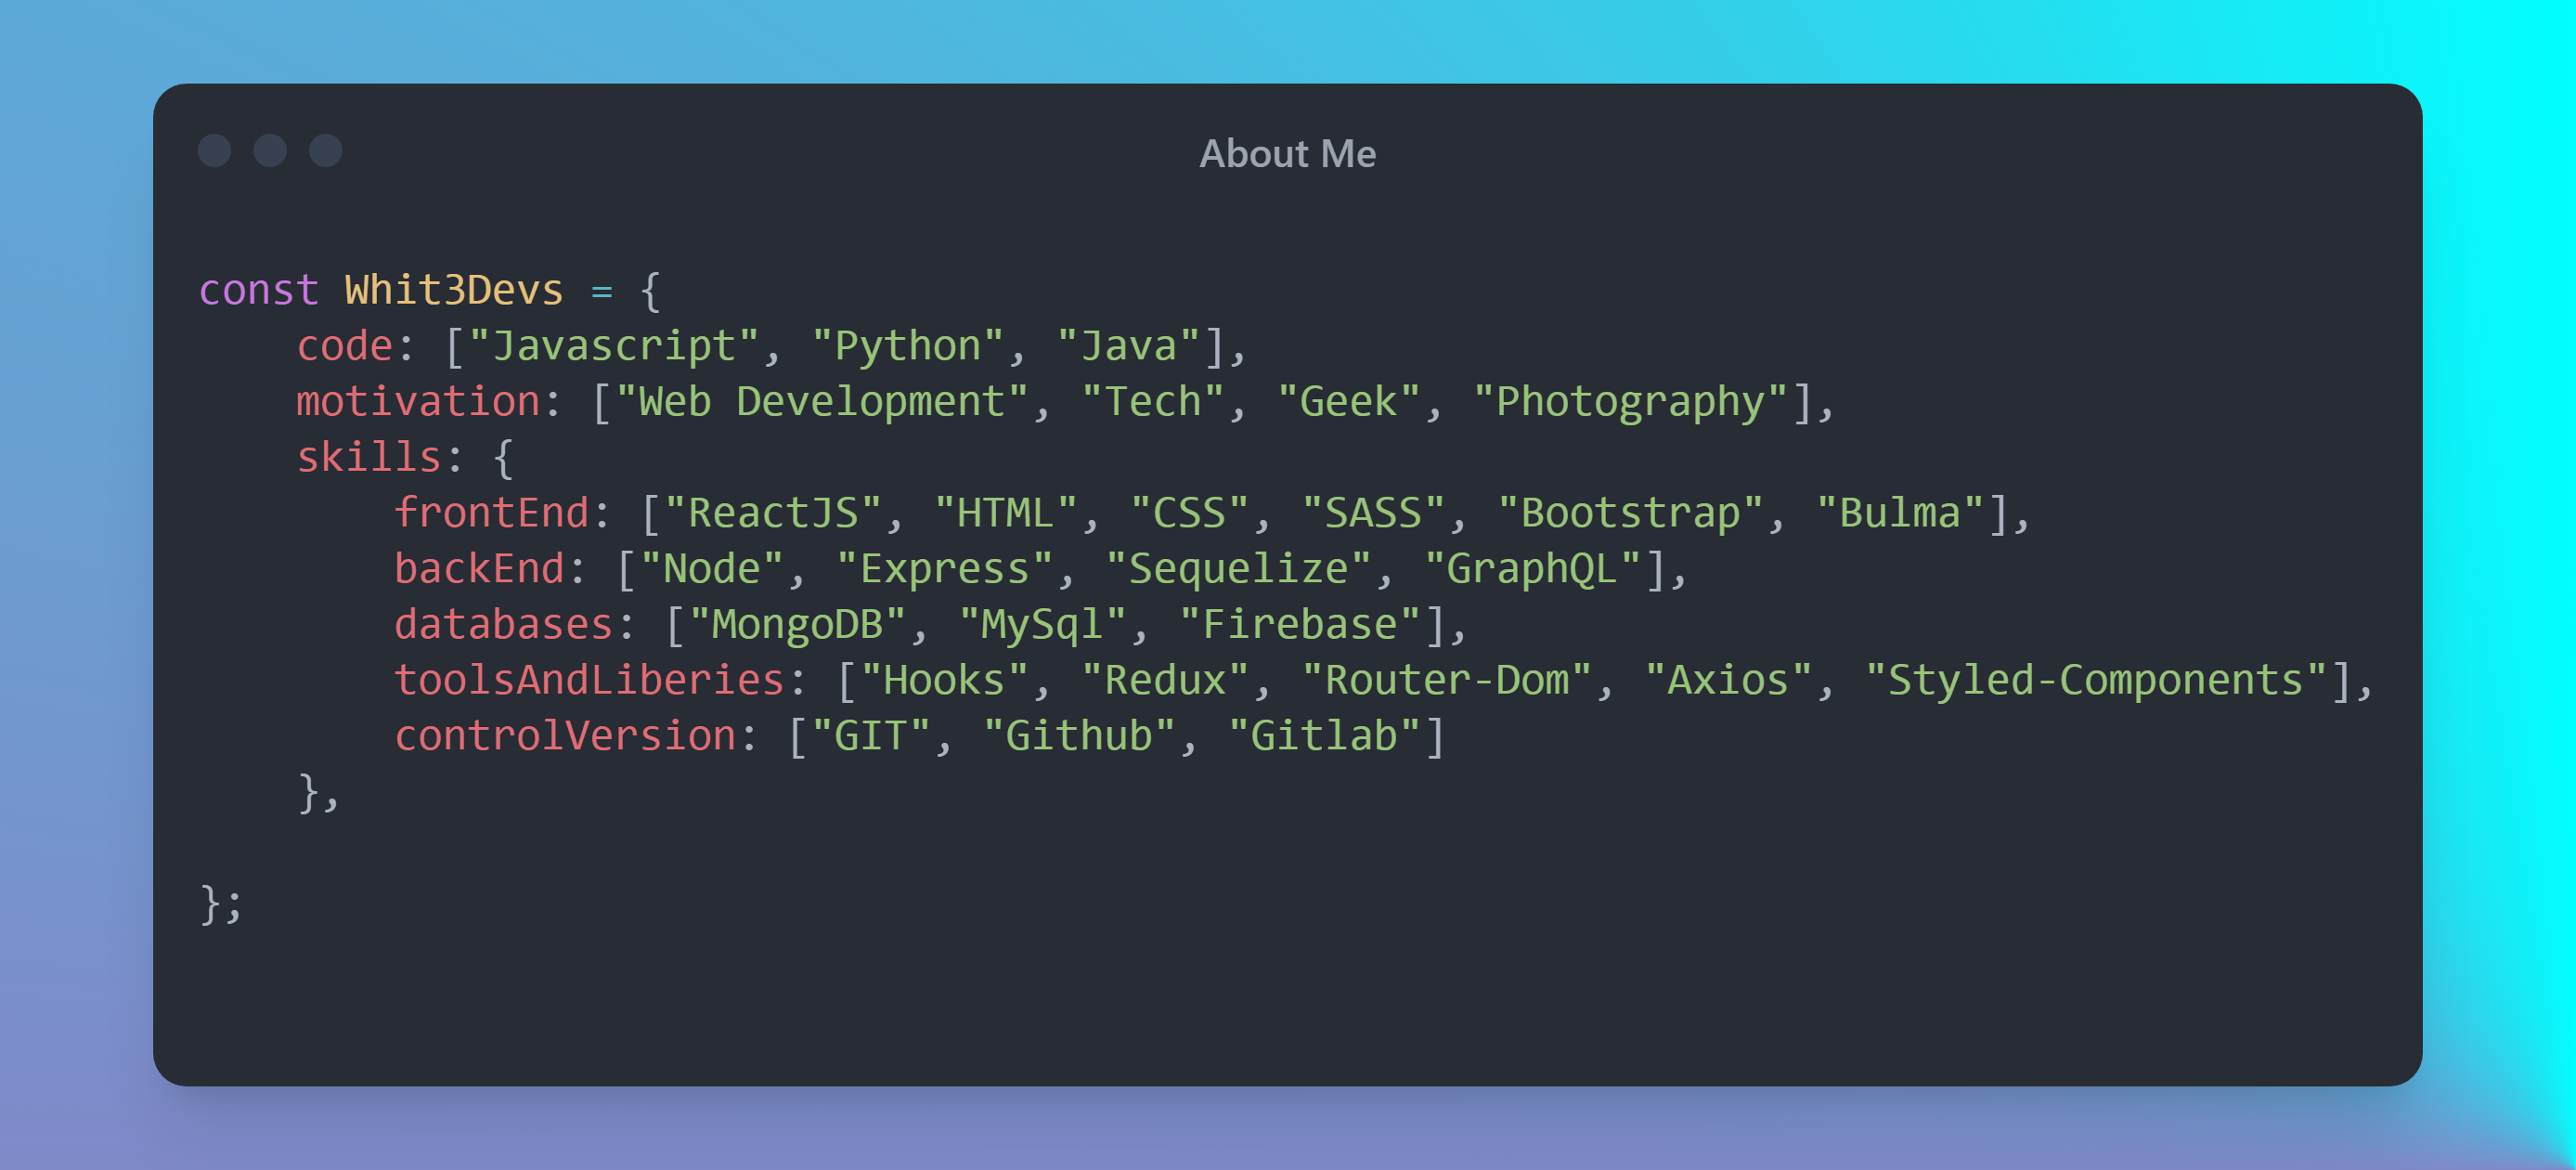 About Me
const Whit3Devs = {
code: ["Javascript", "Python", "Java"],
motivation: ["Web Development", "Tech", "Geek", "Photography"],
skills: {
frontEnd: ["ReactJS", "HTML", "CSS", "SASS", "Bootstrap", "Bulma"],
backEnd: ["Node", "Express", "Sequelize", "GraphQL"],
databases: ["MongoDB", "MySql", "Firebase"],
toolsAndLiberies: ["Hooks", "Redux", "Router-Dom", "Axios", "Styled-Components"],
controlVersion: ["GIT", "Github", "Gitlab"]
},
};